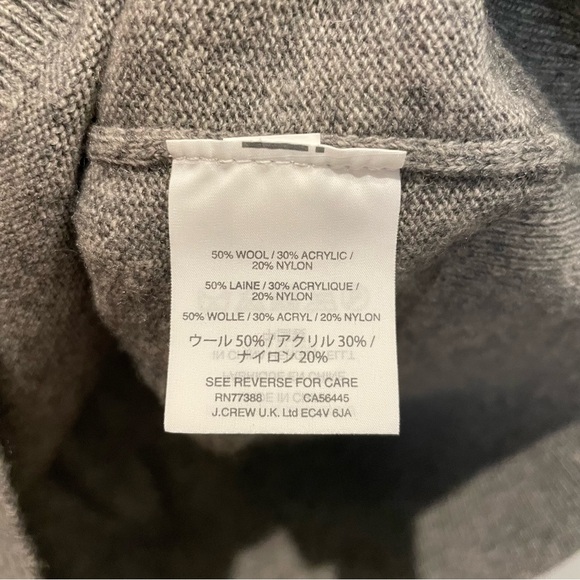 50% WOOL / 30% ACRYLIC /
20% NYLON
50% LAINE / 30% ACRYLIQUE /
20% NYLON
50% WOLLE / 30% ACRYL / 20% NYLON
ウール 50% / アクリル 30% /
ナイロン 20%
SEE REVERSE FOR CARE
RN77388 CA56445
J.CREW U.K. Ltd EC4V 6JA